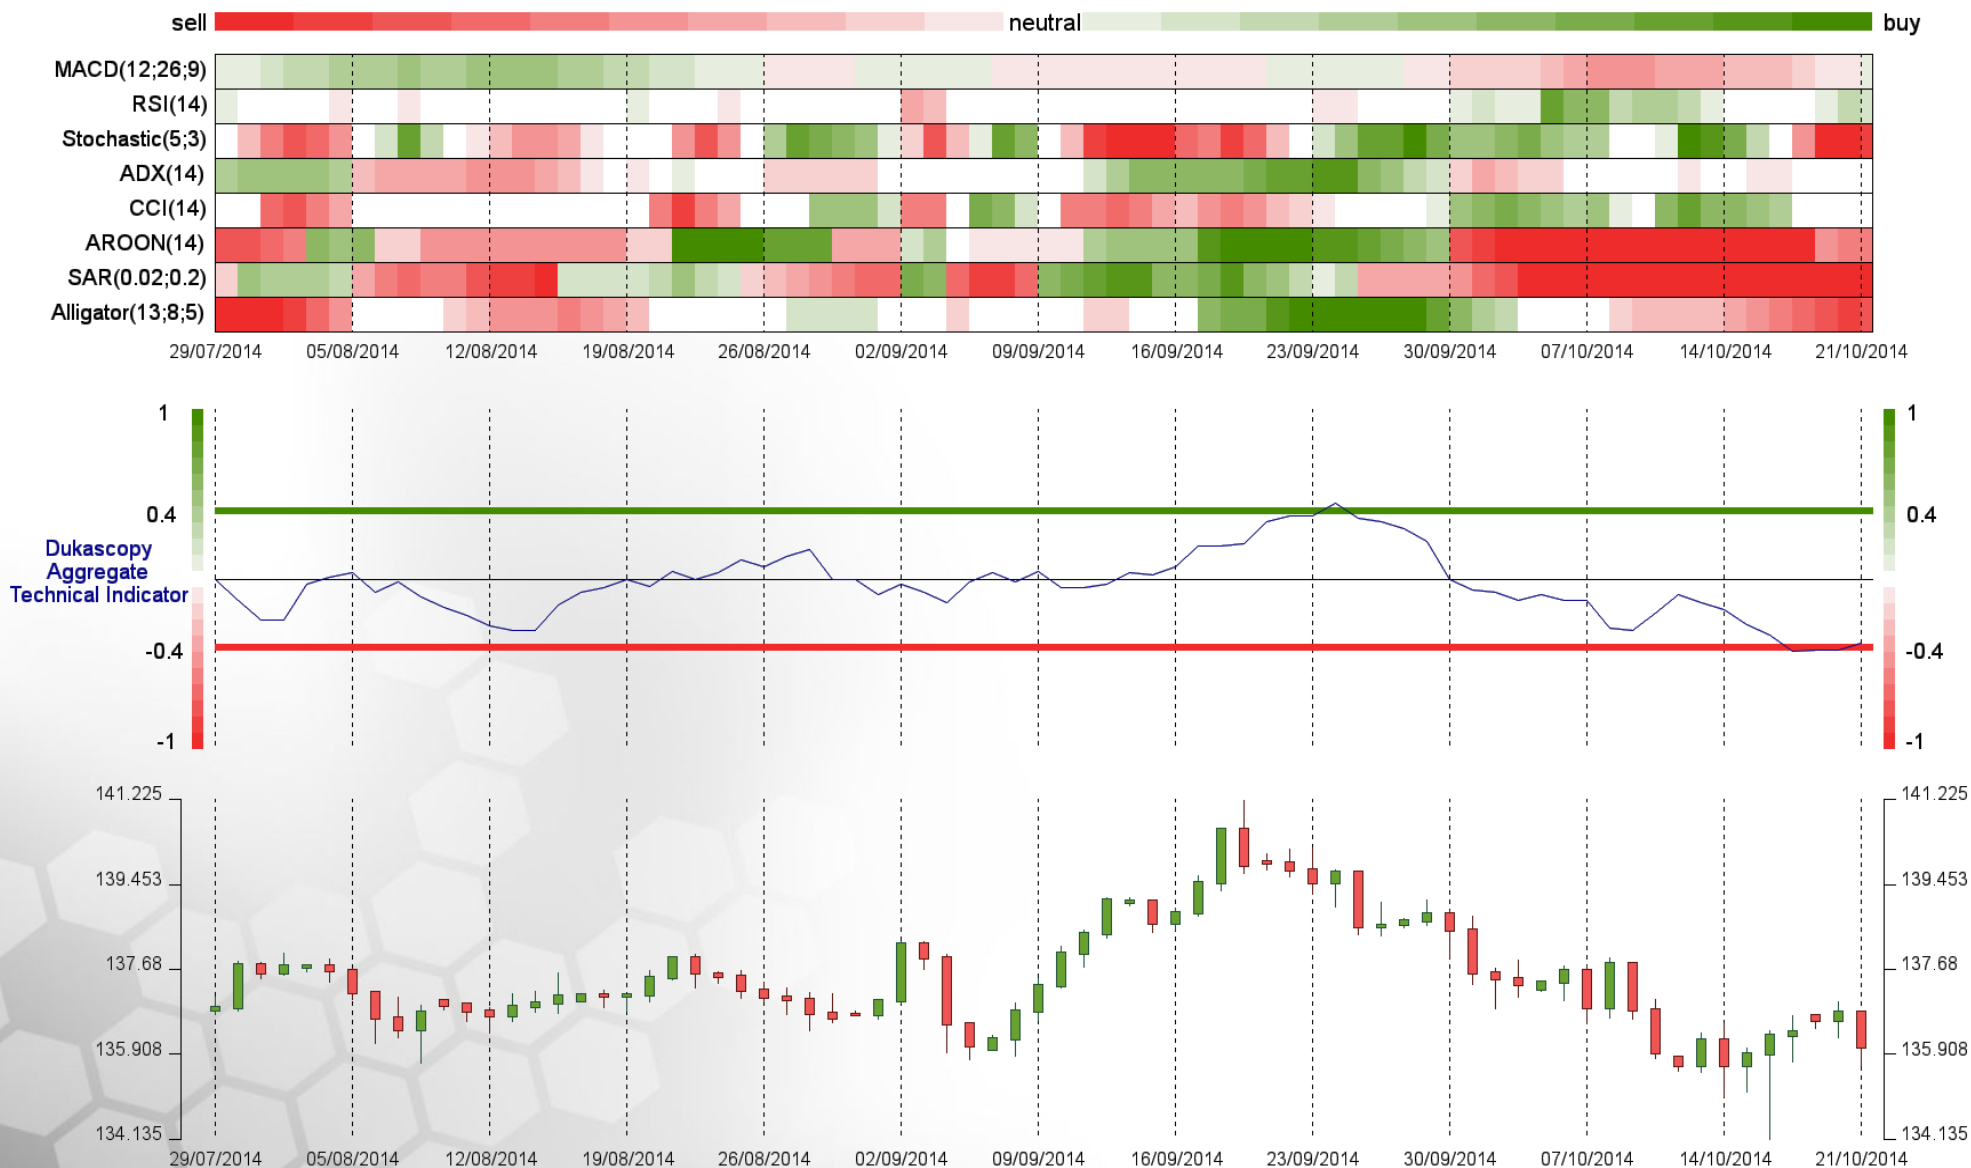 sell neutral buy
MACD(12;26;9)
RSI(14)
Stochastic(5;3)
ADX(14)
CCI(14)
AROON(14)
SAR(0.02;0.2)
Alligator(13;8;5)
29/07/2014 05/08/2014 12/08/2014 19/08/2014 26/08/2014 02/09/2014 09/09/2014 16/09/2014 23/09/2014 30/09/2014 07/10/2014 14/10/2014 21/10/2014
1 1
0.4 0.4
Dukascopy
Aggregate
Technical Indicator
-0.4 -0.4
-1 -1
141.225 141.225
139.453 139.453
137.68 137.68
135.908 135.908
134.135 134.135
29/07/2014 05/08/2014 12/08/2014 19/08/2014 26/08/2014 02/09/2014 09/09/2014 16/09/2014 23/09/2014 30/09/2014 07/10/2014 14/10/2014 21/10/2014